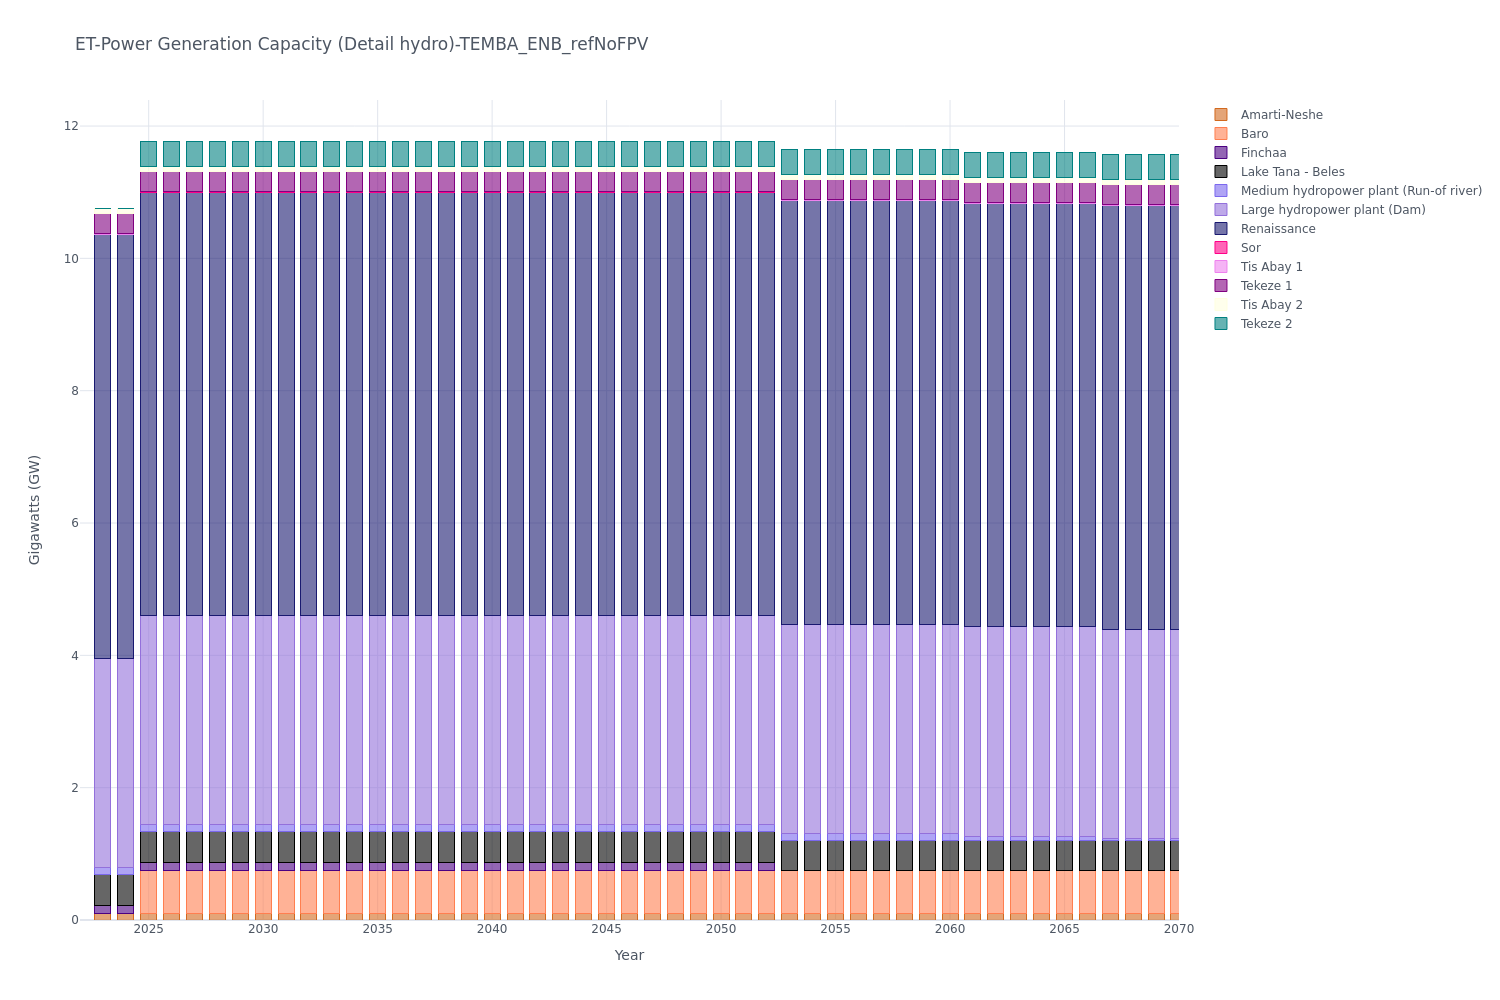 ET-Power Generation Capacity (Detail hydro)-TEMBA_ENB_refNoFPV
Gigawatts (GW)
12
10
8
6
4
2
0
2025 2030 2035 2040 2045 2050 2055 2060 2065 2070
Year
Amarti-Neshe
Baro
Finchaa
Lake Tana - Beles
Medium hydropower plant (Run-of river)
Large hydropower plant (Dam)
Renaissance
Sor
Tis Abay 1
Tekeze 1
Tis Abay 2
Tekeze 2